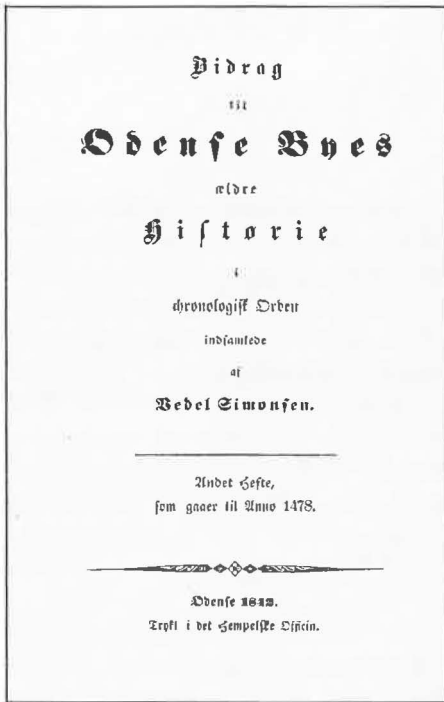 Bidrag
til
Odense Byes
ældre
Historie
i
chronologisk Orden
indsamlede
af
Vedel Simonsen.
Andet Hefte,
som gaaer til Anno 1478.
Odense 1842.
Trykt i det Hempelske Officin.